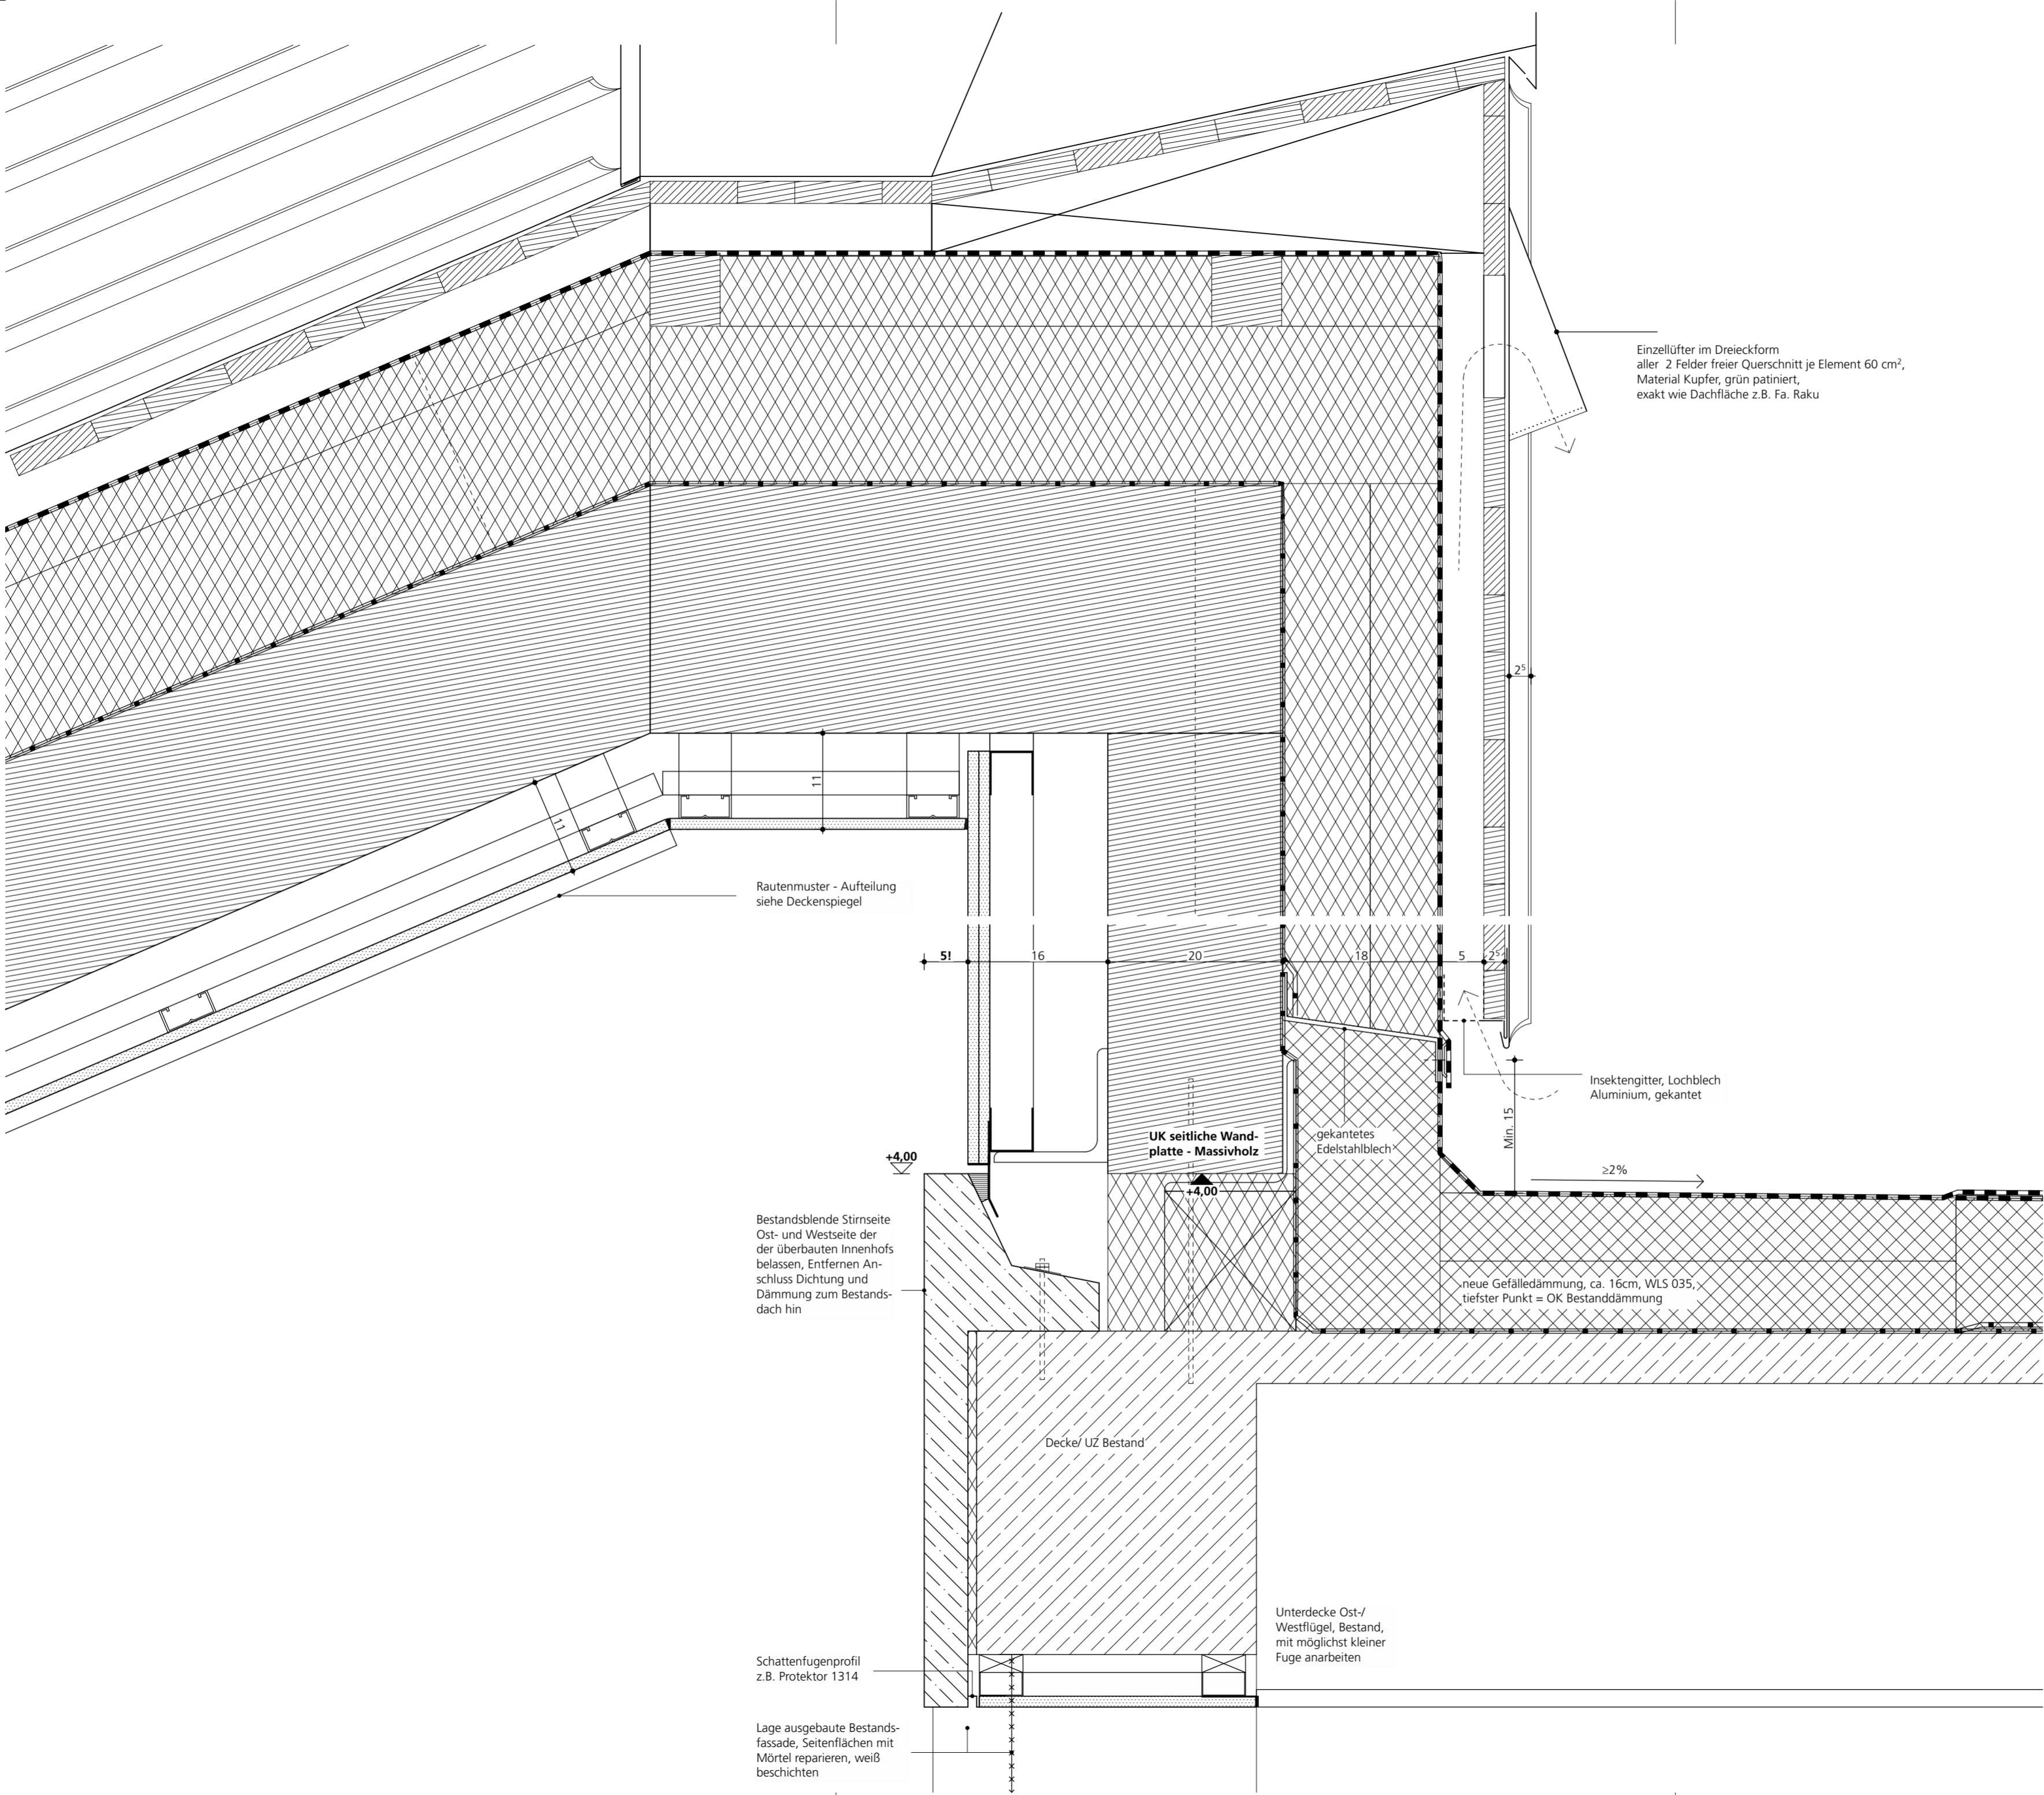 Einzellüfter im Dreieckform
aller 2 Felder freier Querschnitt je Element 60 cm²,
Material Kupfer, grün patiniert,
exakt wie Dachfläche z.B. Fa. Raku
2⁵
11
11
Rautenmuster - Aufteilung
siehe Deckenspiegel
5!
16
20
18
5
2⁵
Insektengitter, Lochblech
Aluminium, gekantet
Min. 15
UK seitliche Wand-
platte - Massivholz
+4,00
gekantetes
Edelstahlblech
+4,00
≥2%
Bestandsblende Stirnseite
Ost- und Westseite der
der überbauten Innenhofs
belassen, Entfernen An-
schluss Dichtung und
Dämmung zum Bestands-
dach hin
neue Gefälledämmung, ca. 16cm, WLS 035,
tiefster Punkt = OK Bestanddämmung
Decke/ UZ Bestand
Unterdecke Ost-/
Westflügel, Bestand,
mit möglichst kleiner
Fuge anarbeiten
Schattenfugenprofil
z.B. Protektor 1314
Lage ausgebaute Bestands-
fassade, Seitenflächen mit
Mörtel reparieren, weiß
beschichten